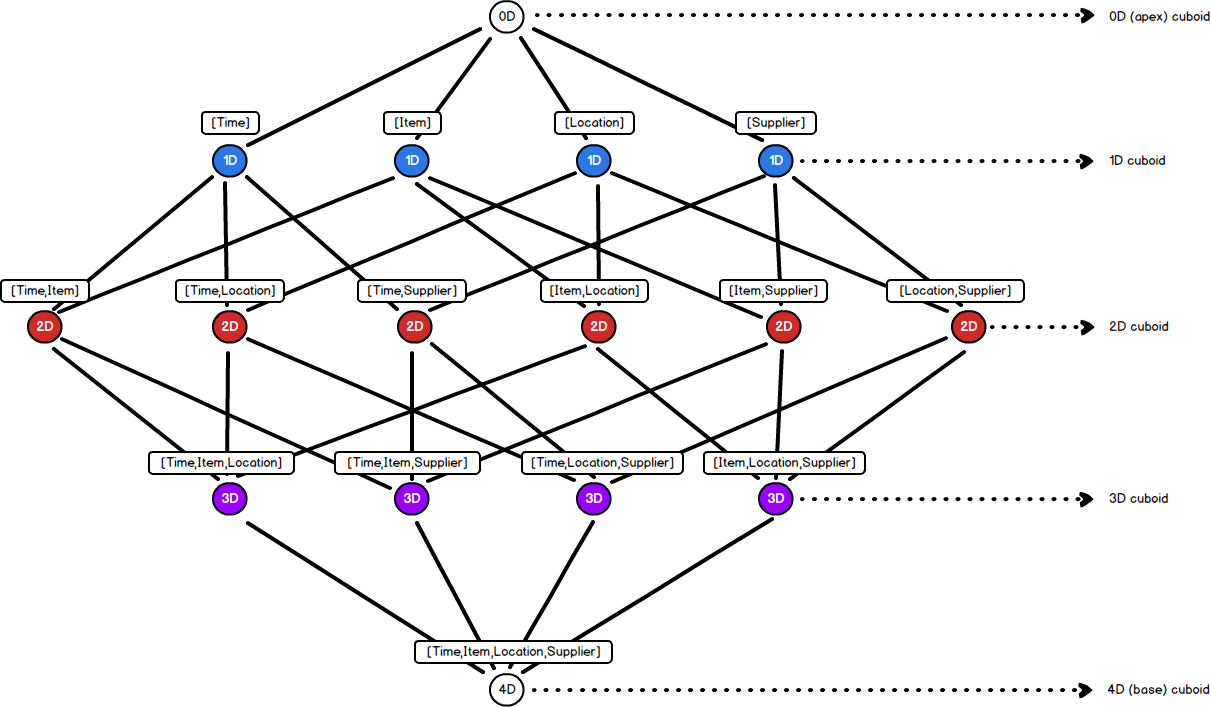 0D
0D (apex) cuboid
[Time]
[Item]
[Location]
[Supplier]
1D
1D
1D
1D
1D cuboid
[Time,Item]
[Time,Location]
[Time,Supplier]
[Item,Location]
[Item,Supplier]
[Location,Supplier]
2D
2D
2D
2D
2D
2D
2D cuboid
[Time,Item,Location]
[Time,Item,Supplier]
[Time,Location,Supplier]
[Item,Location,Supplier]
3D
3D
3D
3D
3D cuboid
[Time,Item,Location,Supplier]
4D
4D (base) cuboid